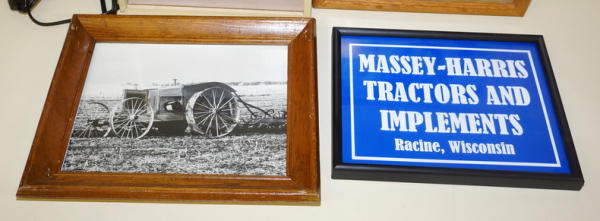 MASSEY-HARRIS
TRACTORS AND
IMPLEMENTS
Racine, Wisconsin